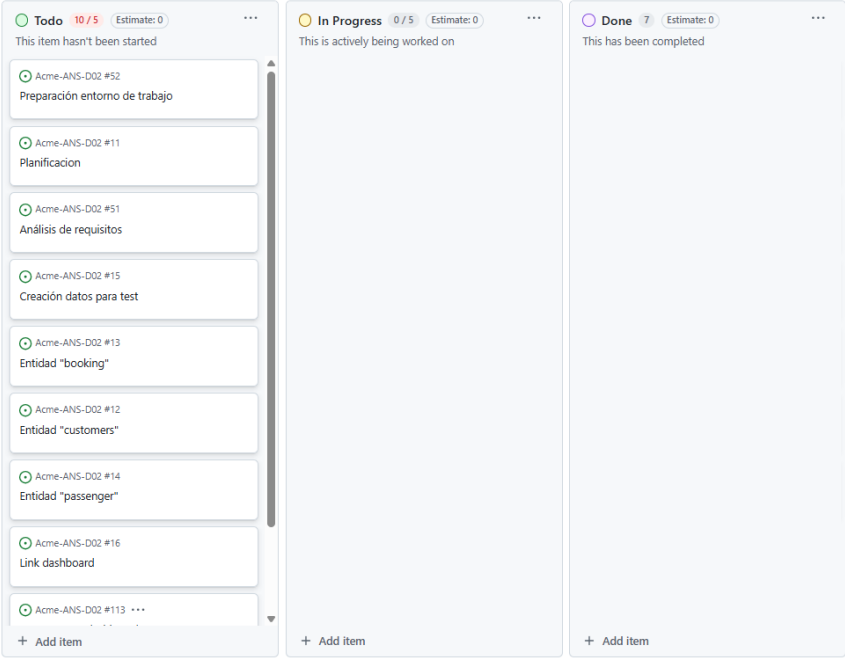 Todo 10 / 5 Estimate: 0 ...
This item hasn't been started
Acme-ANS-D02 #52
Preparación entorno de trabajo
Acme-ANS-D02 #11
Planificacion
Acme-ANS-D02 #51
Análisis de requisitos
Acme-ANS-D02 #15
Creación datos para test
Acme-ANS-D02 #13
Entidad "booking"
Acme-ANS-D02 #12
Entidad "customers"
Acme-ANS-D02 #14
Entidad "passenger"
Acme-ANS-D02 #16
Link dashboard
Acme-ANS-D02 #113 ...
+ Add item
In Progress 0 / 5 Estimate: 0 ...
This is actively being worked on
+ Add item
Done 7 Estimate: 0 ...
This has been completed
+ Add item